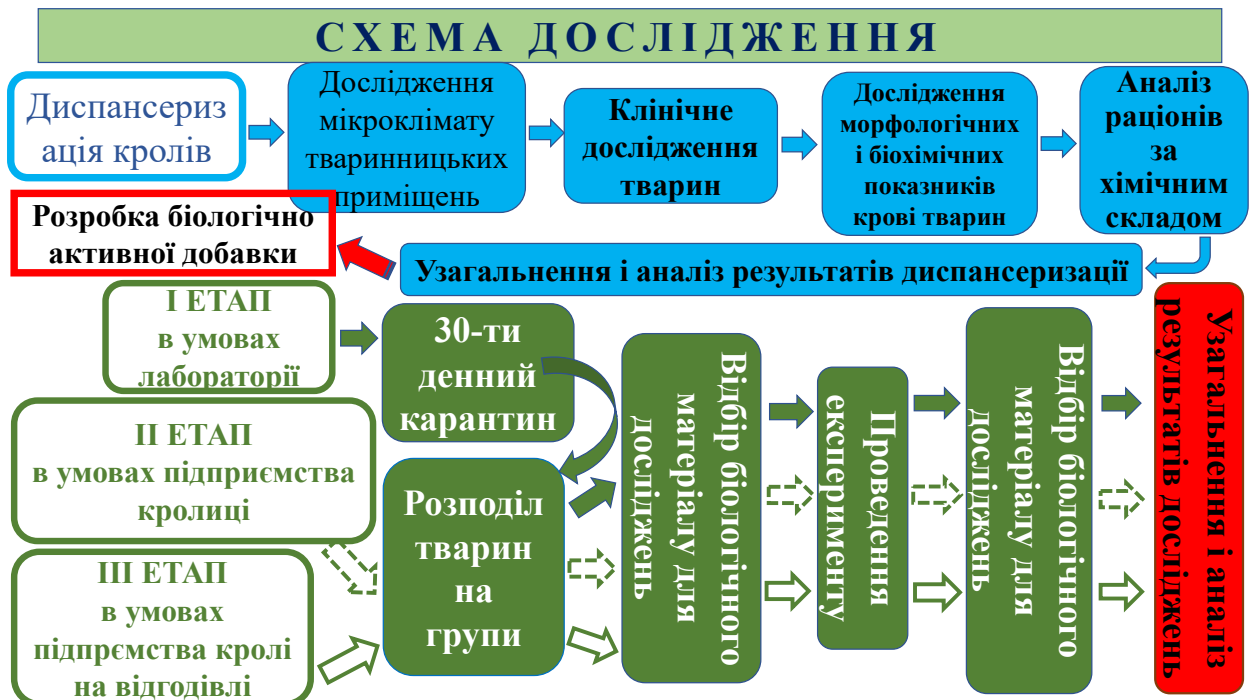 СХЕМА ДОСЛІДЖЕННЯ
Диспансериз
ація кролів
Дослідження
мікроклімату
тваринницьких
приміщень
Клінічне
дослідження
тварин
Дослідження
морфологічних
і біохімічних
показників
крові тварин
Аналіз
раціонів
за
хімічним
складом
Розробка біологічно
активної добавки
Узагальнення і аналіз результатів диспансеризації
І ЕТАП
в умовах
лабораторії
30-ти
денний
карантин
ІІ ЕТАП
в умовах підприємства
кролиці
ІІІ ЕТАП
в умовах
підпрємства кролі
на відгодівлі
Розподіл
тварин
на
групи
Відбір біологічного
матеріалу для
досліджень
Проведення
експерименту
Відбір біологічного
матеріалу для
досліджень
Узагальнення і аналіз
результатів досліджень